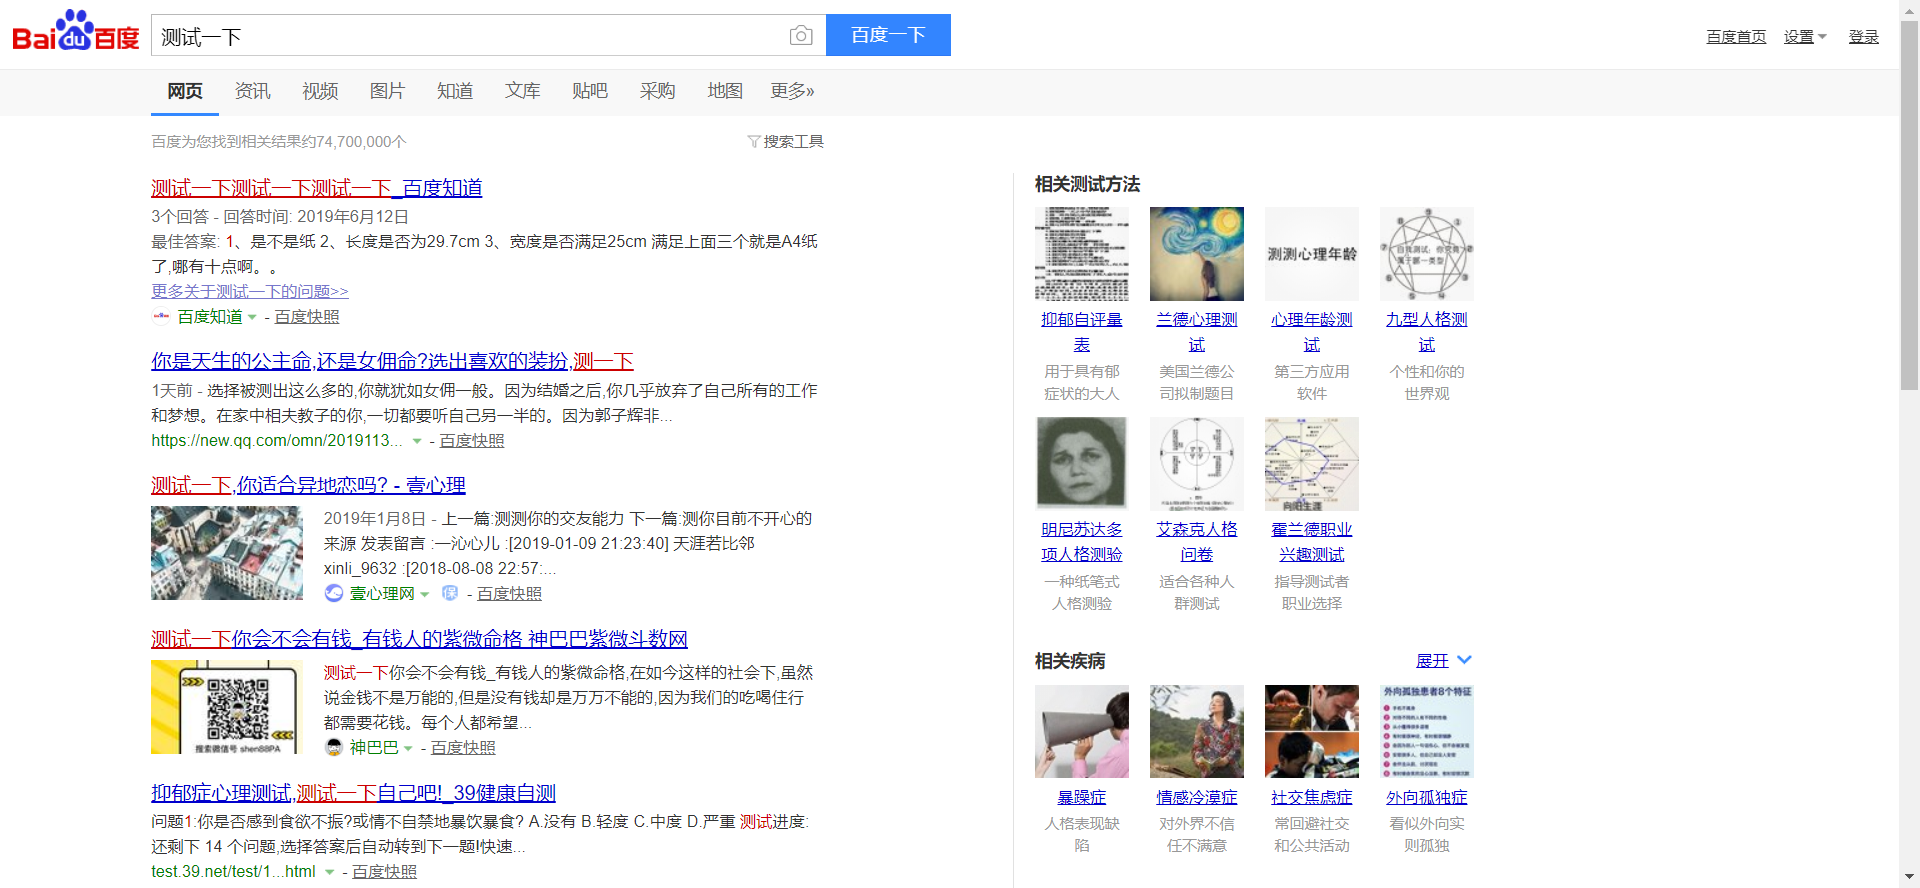 Bai du 百度
测试一下
百度一下
百度首页 设置 登录
网页 资讯 视频 图片 知道 文库 贴吧 采购 地图 更多»
百度为您找到相关结果约74,700,000个
搜索工具
测试一下测试一下测试一下_百度知道
3个回答 - 回答时间: 2019年6月12日
最佳答案: 1、是不是纸 2、长度是否为29.7cm 3、宽度是否满足25cm 满足上面三个就是A4纸
了,哪有十点啊。。
更多关于测试一下的问题>>
百度知道 - 百度快照
你是天生的公主命,还是女佣命?选出喜欢的装扮,测一下
1天前 - 选择被测出这么多的,你就犹如女佣一般。因为结婚之后,你几乎放弃了自己所有的工作
和梦想。在家中相夫教子的你,一切都要听自己另一半的。因为郭子辉非...
https://new.qq.com/omn/2019113... - 百度快照
测试一下,你适合异地恋吗? - 壹心理
2019年1月8日 - 上一篇:测测你的交友能力 下一篇:测你目前不开心的
来源 发表留言 :一沁心儿 :[2019-01-09 21:23:40] 天涯若比邻
xinli_9632 :[2018-08-08 22:57:...
壹心理网 保 - 百度快照
测试一下你会不会有钱_有钱人的紫微命格 神巴巴紫微斗数网
测试一下你会不会有钱_有钱人的紫微命格,在如今这样的社会下,虽然
说金钱不是万能的,但是没有钱却是万万不能的,因为我们的吃喝住行
都需要花钱。每个人都希望...
搜索微信号 shen88PA
神巴巴 - 百度快照
抑郁症心理测试,测试一下自己吧!_39健康自测
问题1:你是否感到食欲不振?或情不自禁地暴饮暴食? A.没有 B.轻度 C.中度 D.严重 测试进度:
还剩下 14 个问题,选择答案后自动转到下一题!快速...
test.39.net/test/1...html - 百度快照
相关测试方法
测测心理年龄
抑郁自评量 兰德心理测 心理年龄测 九型人格测
表 试 试 试
用于具有郁 美国兰德公 第三方应用 个性和你的
症状的大人 司拟制题目 软件 世界观
向阳生涯
明尼苏达多 艾森克人格 霍兰德职业
项人格测验 问卷 兴趣测试
一种纸笔式 适合各种人 指导测试者
人格测验 群测试 职业选择
相关疾病 展开
外向孤独患者8个特征
暴躁症 情感冷漠症 社交焦虑症 外向孤独症
人格表现缺 对外界不信 常回避社交 看似外向实
陷 任不满意 和公共活动 则孤独